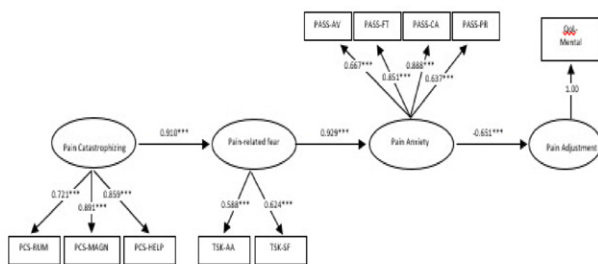 PASS-AV PASS-FT PASS-CA PASS-PR
QoL-
Mental
0.667*** 0.851*** 0.888*** 0.637***
1.00
Pain Catastrophizing 0.910*** Pain-related fear 0.929*** Pain Anxiety -0.651*** Pain Adjustment
0.721*** 0.891*** 0.859*** 0.588*** 0.624***
PCS-RUM PCS-MAGN PCS-HELP TSK-AA TSK-SF